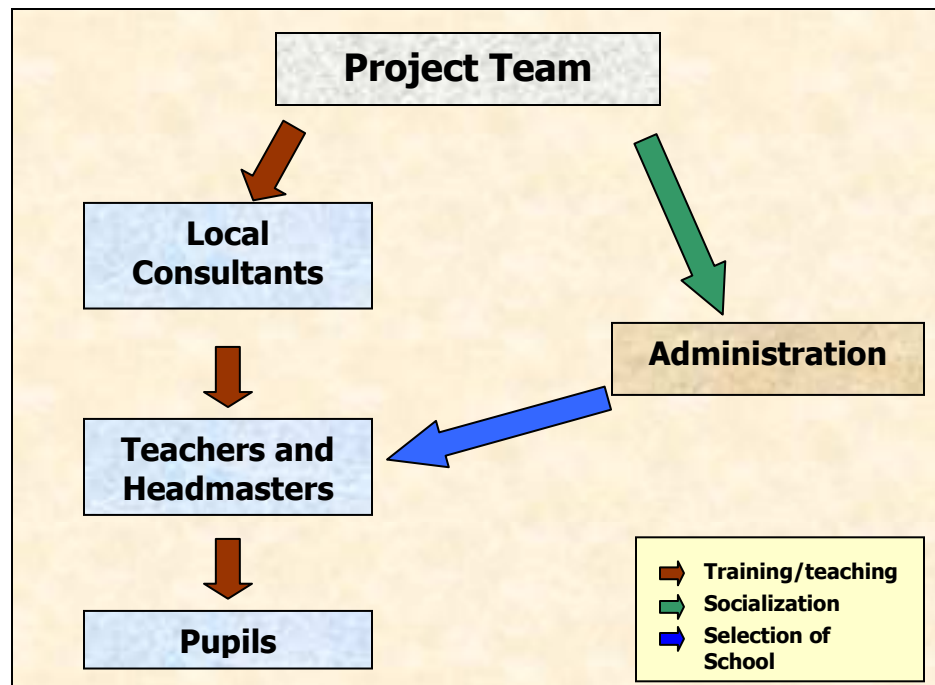 Project Team
Local
Consultants
Administration
Teachers and
Headmasters
Pupils
Training/teaching
Socialization
Selection of
School